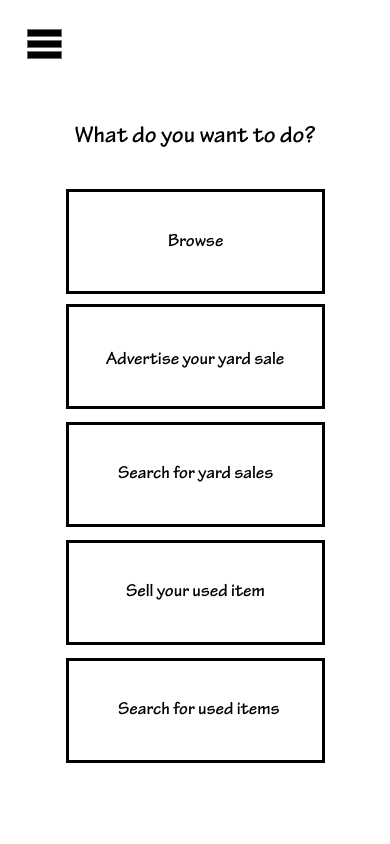 What do you want to do?
Browse
Advertise your yard sale
Search for yard sales
Sell your used item
Search for used items